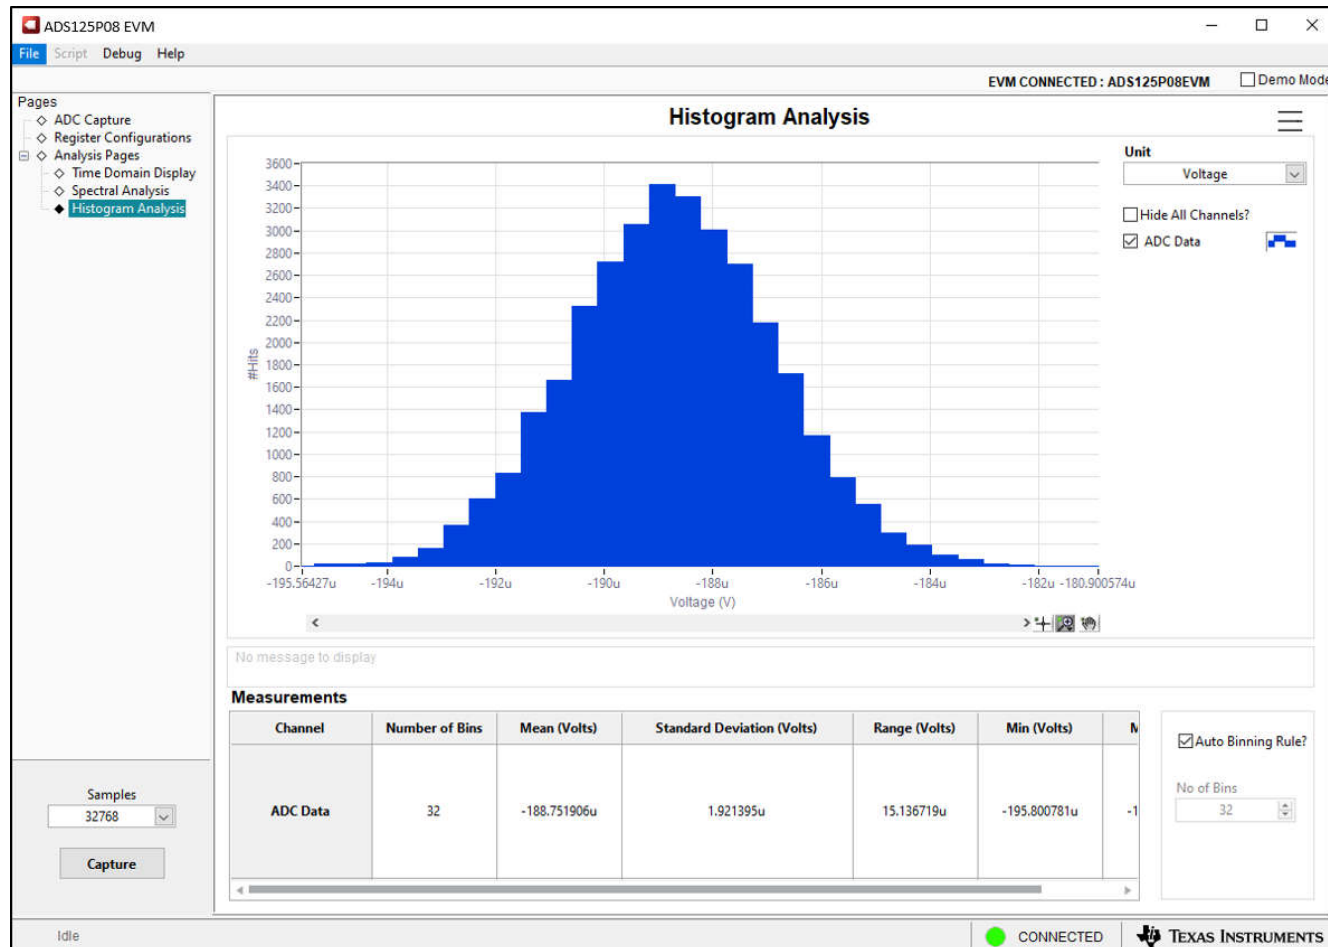 ADS125P08 EVM
File Script Debug Help
EVM CONNECTED : ADS125P08EVM Demo Mode
Pages
ADC Capture
Register Configurations
Analysis Pages
Time Domain Display
Spectral Analysis
Histogram Analysis
Samples
32768
Capture
Histogram Analysis
3600
3400
3200
3000
2800
2600
2400
2200
2000
1800
1600
1400
1200
1000
800
600
400
200
0
#Hits
-195.56427u -194u -192u -190u -188u -186u -184u -182u -180.900574u
Voltage (V)
Unit
Voltage
Hide All Channels?
ADC Data
No message to display
Measurements
Channel Number of Bins Mean (Volts) Standard Deviation (Volts) Range (Volts) Min (Volts) M
ADC Data 32 -188.751906u 1.921395u 15.136719u -195.800781u -1
Auto Binning Rule?
No of Bins
32
Idle CONNECTED TEXAS INSTRUMENTS